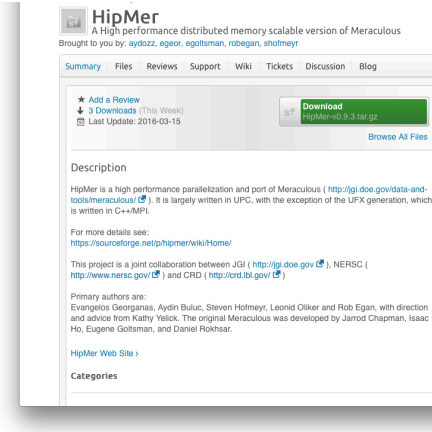 HipMer
A High performance distributed memory scalable version of Meraculous
Brought to you by: aydozz, egeor, egoltsman, robegan, shofmeyr
Summary Files Reviews Support Wiki Tickets Discussion Blog
★ Add a Review
3 Downloads (This Week)
Last Update: 2016-03-15
sf
Download
HipMer-v0.9.3.tar.gz
Browse All Files
Description
HipMer is a high performance parallelization and port of Meraculous ( http://jgi.doe.gov/data-and-
tools/meraculous/ ). It is largely written in UPC, with the exception of the UFX generation, which
is written in C++/MPI.
For more details see:
https://sourceforge.net/p/hipmer/wiki/Home/
This project is a joint collaboration between JGI ( http://jgi.doe.gov ), NERSC (
http://www.nersc.gov/ ) and CRD ( http://crd.lbl.gov/ )
Primary authors are:
Evangelos Georganas, Aydin Buluc, Steven Hofmeyr, Leonid Oliker and Rob Egan, with direction
and advice from Kathy Yelick. The original Meraculous was developed by Jarrod Chapman, Isaac
Ho, Eugene Goltsman, and Daniel Rokhsar.
HipMer Web Site ›
Categories